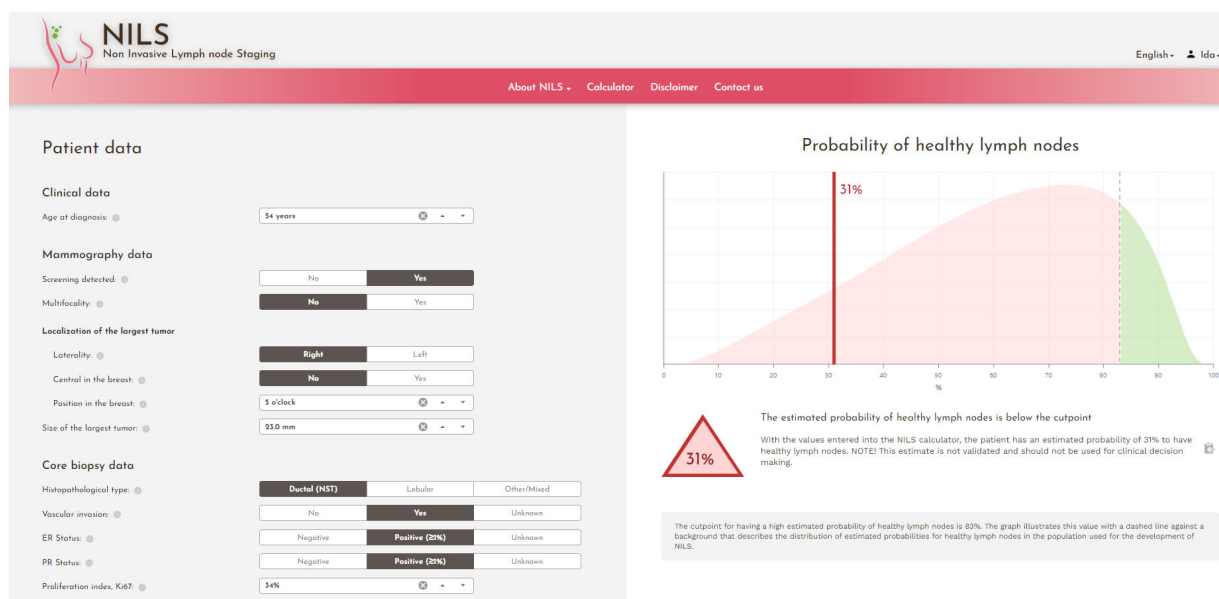 NILS
Non Invasive Lymph node Staging
English
Ida
About NILS Calculator Disclaimer Contact us
Patient data
Clinical data
Age at diagnosis: 54 years
Mammography data
Screening detected: No Yes
Multifocality: No Yes
Localization of the largest tumor
Laterality: Right Left
Central in the breast: No Yes
Position in the breast: 5 o'clock
Size of the largest tumor: 23.0 mm
Core biopsy data
Histopathological type: Ductal (NST) Lobular Other/Mixed
Vascular invasion: No Yes Unknown
ER Status: Negative Positive (≥1%) Unknown
PR Status: Negative Positive (≥1%) Unknown
Proliferation index, Ki67: 34%
Probability of healthy lymph nodes
31%
0 10 20 30 40 50 60 70 80 90 100
%
31%
The estimated probability of healthy lymph nodes is below the cutpoint
With the values entered into the NILS calculator, the patient has an estimated probability of 31% to have
healthy lymph nodes. NOTE! This estimate is not validated and should not be used for clinical decision
making.
The cutpoint for having a high estimated probability of healthy lymph nodes is 83%. The graph illustrates this value with a dashed line against a
background that describes the distribution of estimated probabilities for healthy lymph nodes in the population used for the development of
NILS.